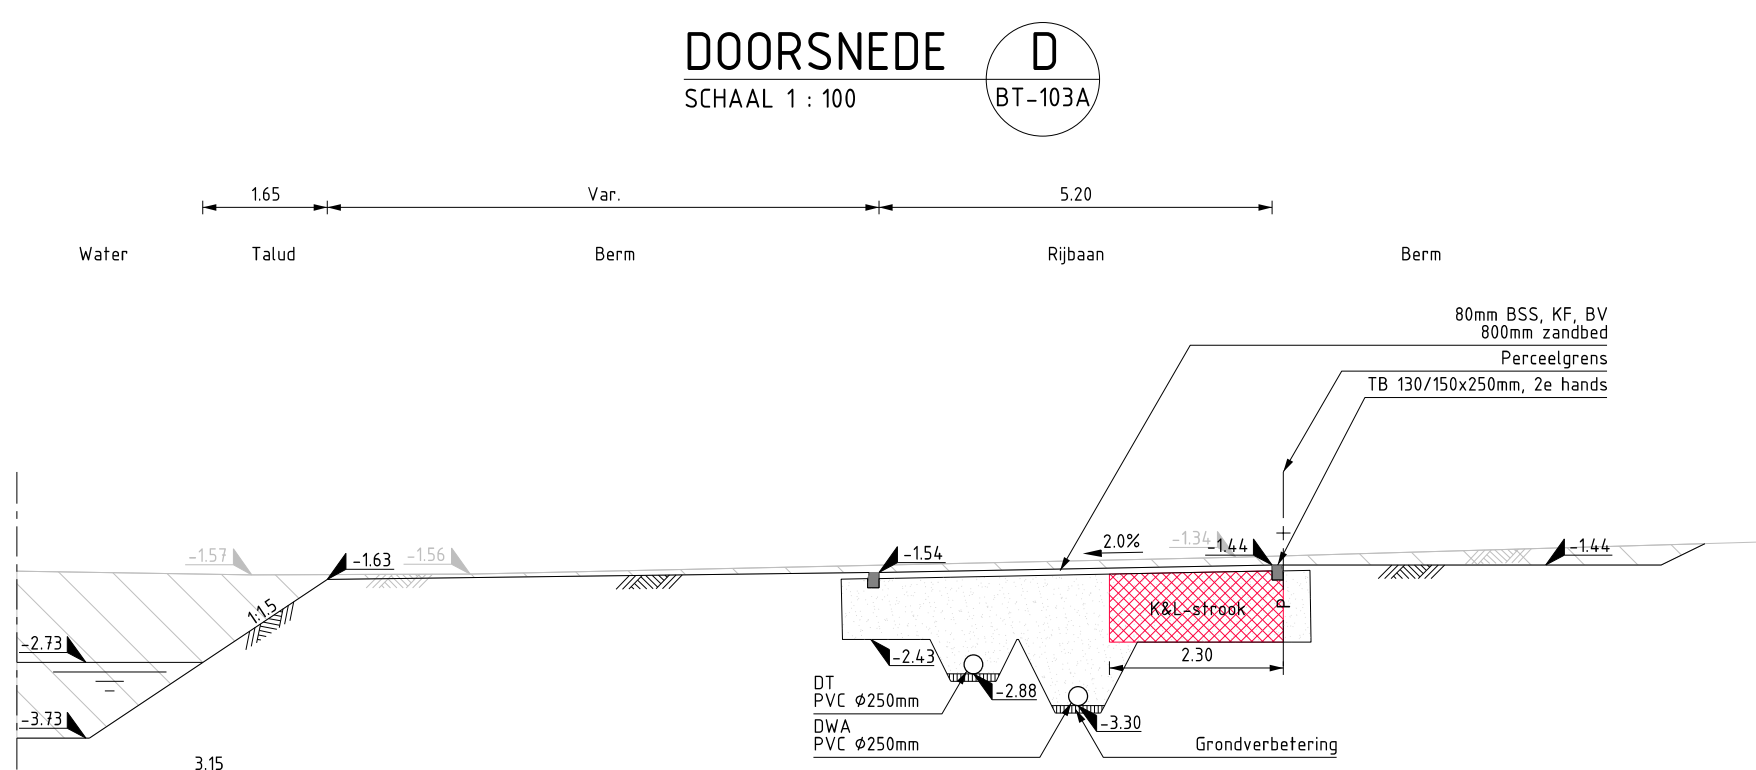 DOORSNEDE
D
SCHAAL 1 : 100
BT-103A
1.65
Var.
5.20
Water
Talud
Berm
Rijbaan
Berm
80mm BSS, KF, BV
800mm zandbed
Perceelgrens
TB 130/150x250mm, 2e hands
-1.57
-1.63
-1.56
-1.54
2.0%
-1.34
-1.44
-1.44
1:1.5
K&L-strook
P
-2.73
-2.43
2.30
DT
PVC Ø250mm
-2.88
-3.73
DWA
PVC Ø250mm
-3.30
Grondverbetering
3.15